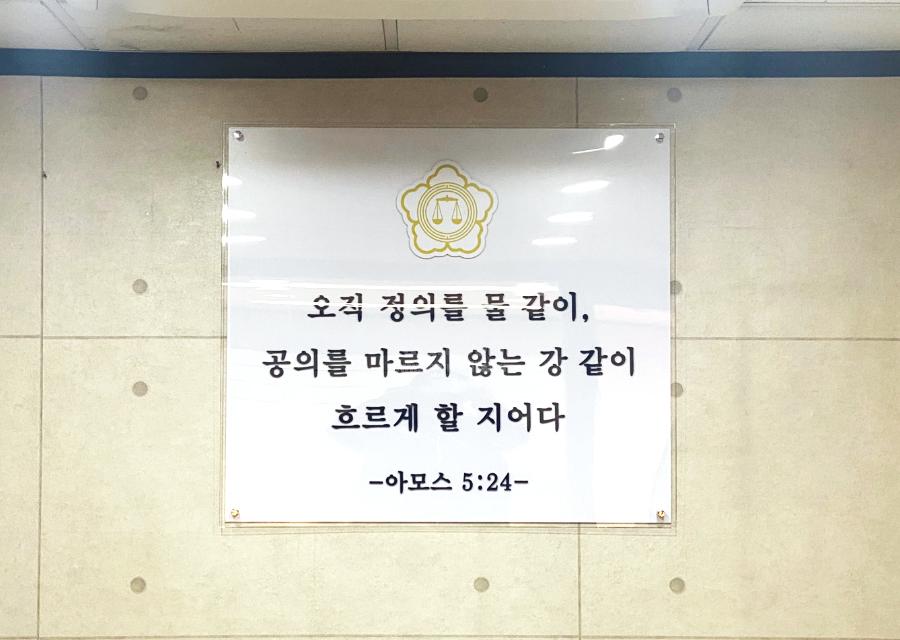 오직 정의를 물 같이,
공의를 마르지 않는 강 같이
흐르게 할 지어다
-아모스 5:24-